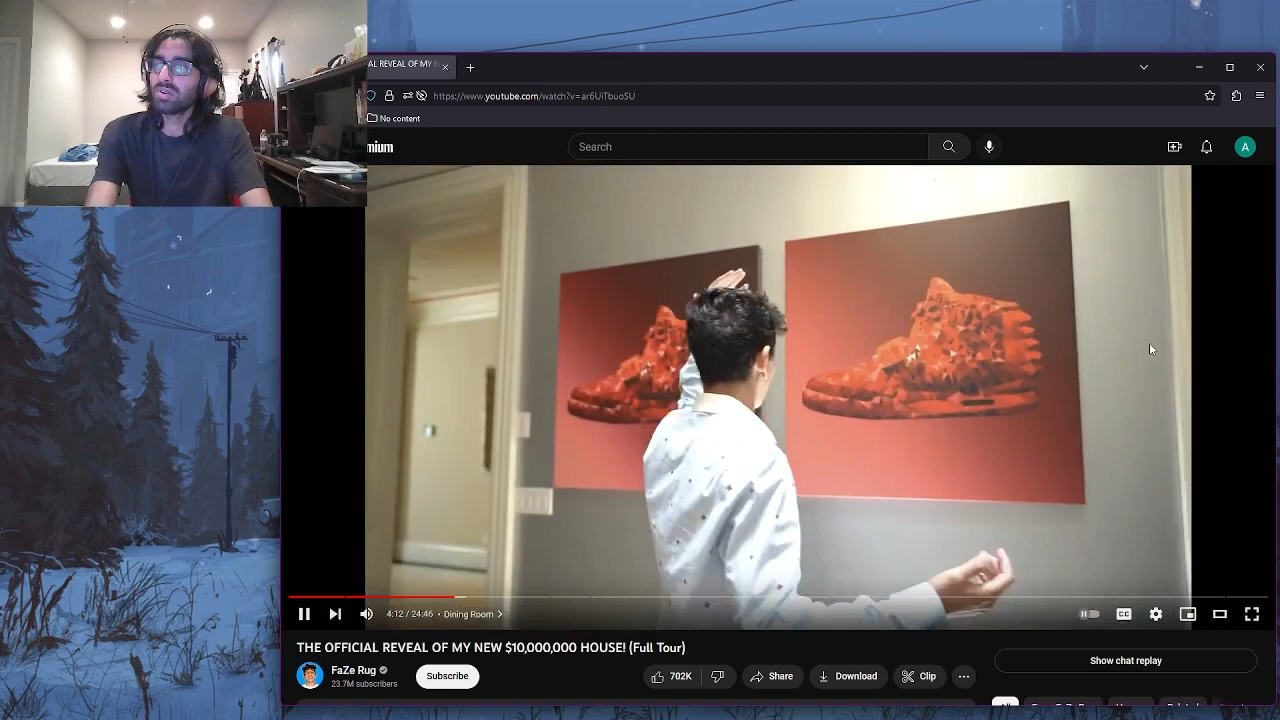 AL REVEAL OF MY N
https://www.youtube.com/watch?v=ar6UiTbuoSU
No content
mium
Search
A
4:12 / 24:46 • Dining Room
CC
THE OFFICIAL REVEAL OF MY NEW $10,000,000 HOUSE! (Full Tour)
FaZe Rug
23.7M subscribers
Subscribe
702K
Share
Download
Clip
Show chat replay